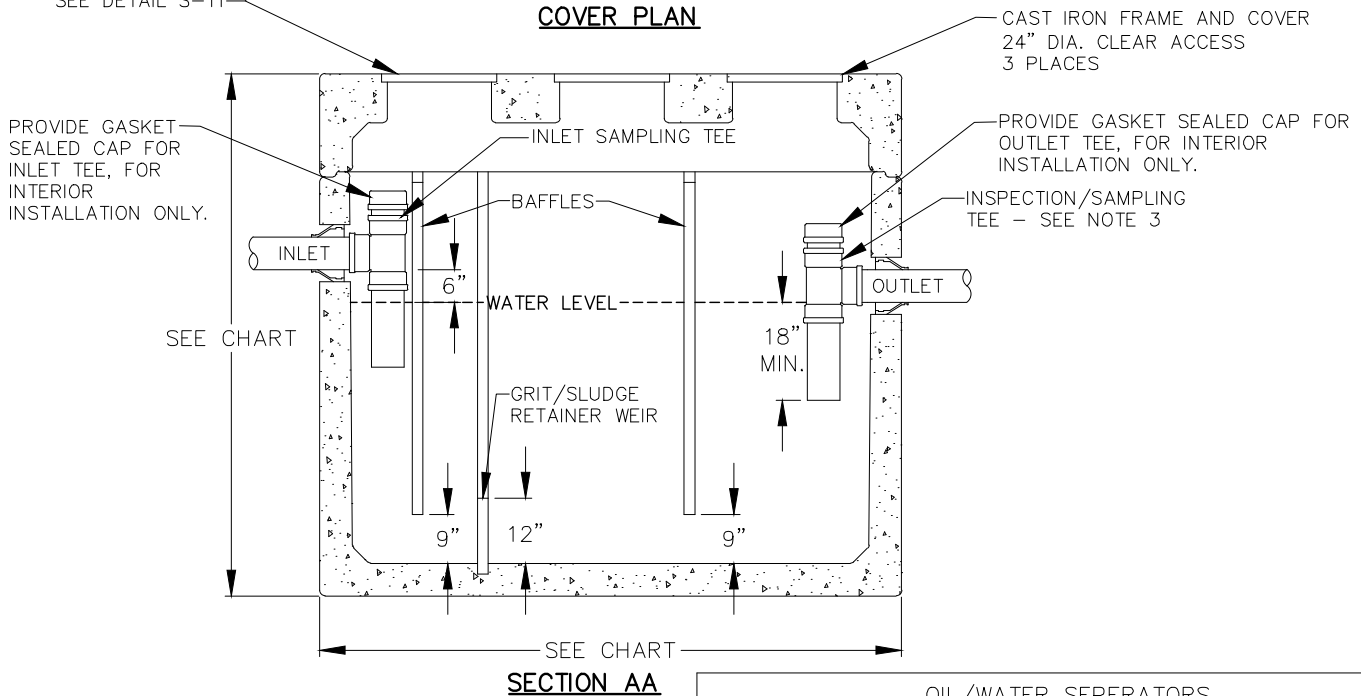 SEE DETAIL S-11
COVER PLAN
CAST IRON FRAME AND COVER
24" DIA. CLEAR ACCESS
3 PLACES
PROVIDE GASKET
SEALED CAP FOR
INLET TEE, FOR
INTERIOR
INSTALLATION ONLY.
INLET SAMPLING TEE
PROVIDE GASKET SEALED CAP FOR
OUTLET TEE, FOR INTERIOR
INSTALLATION ONLY.
BAFFLES
INSPECTION/SAMPLING
TEE – SEE NOTE 3
INLET
6"
OUTLET
WATER LEVEL
SEE CHART
18"
MIN.
GRIT/SLUDGE
RETAINER WEIR
9"
12"
9"
SEE CHART
SECTION AA
OIL/WATER SEPERATORS